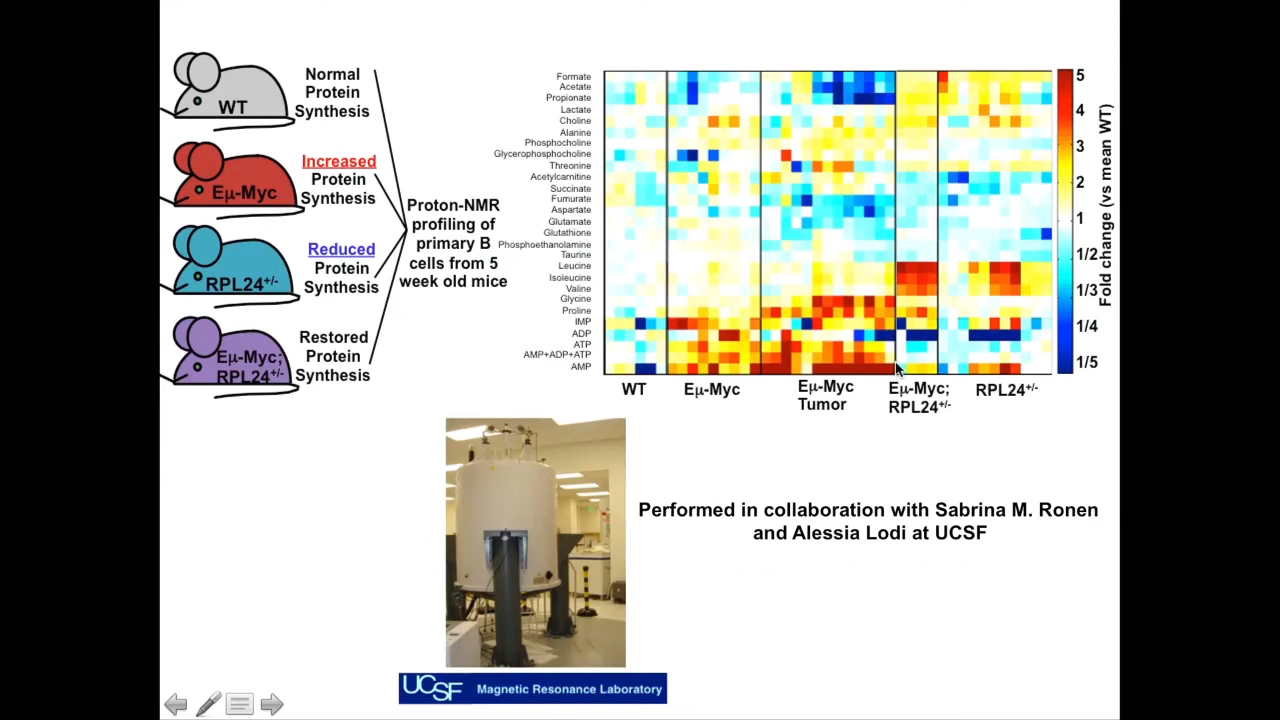 WT
Normal
Protein
Synthesis
Eμ-Myc
Increased
Protein
Synthesis
RPL24+/-
Reduced
Protein
Synthesis
Eμ-Myc;
RPL24+/-
Restored
Protein
Synthesis
Proton-NMR
profiling of
primary B
cells from 5
week old mice
Formate
Acetate
Propionate
Lactate
Choline
Alanine
Phosphocholine
Glycerophosphocholine
Threonine
Acetylcarnitine
Succinate
Fumurate
Aspartate
Glutamate
Glutathione
Phosphoethanolamine
Taurine
Leucine
Isoleucine
Valine
Glycine
Proline
IMP
ADP
ATP
AMP+ADP+ATP
AMP
WT
Eμ-Myc
Eμ-Myc
Tumor
Eμ-Myc;
RPL24+/-
RPL24+/-
5
4
3
2
1
1/2
1/3
1/4
1/5
Fold change (vs mean WT)
Performed in collaboration with Sabrina M. Ronen
and Alessia Lodi at UCSF
UCSF Magnetic Resonance Laboratory